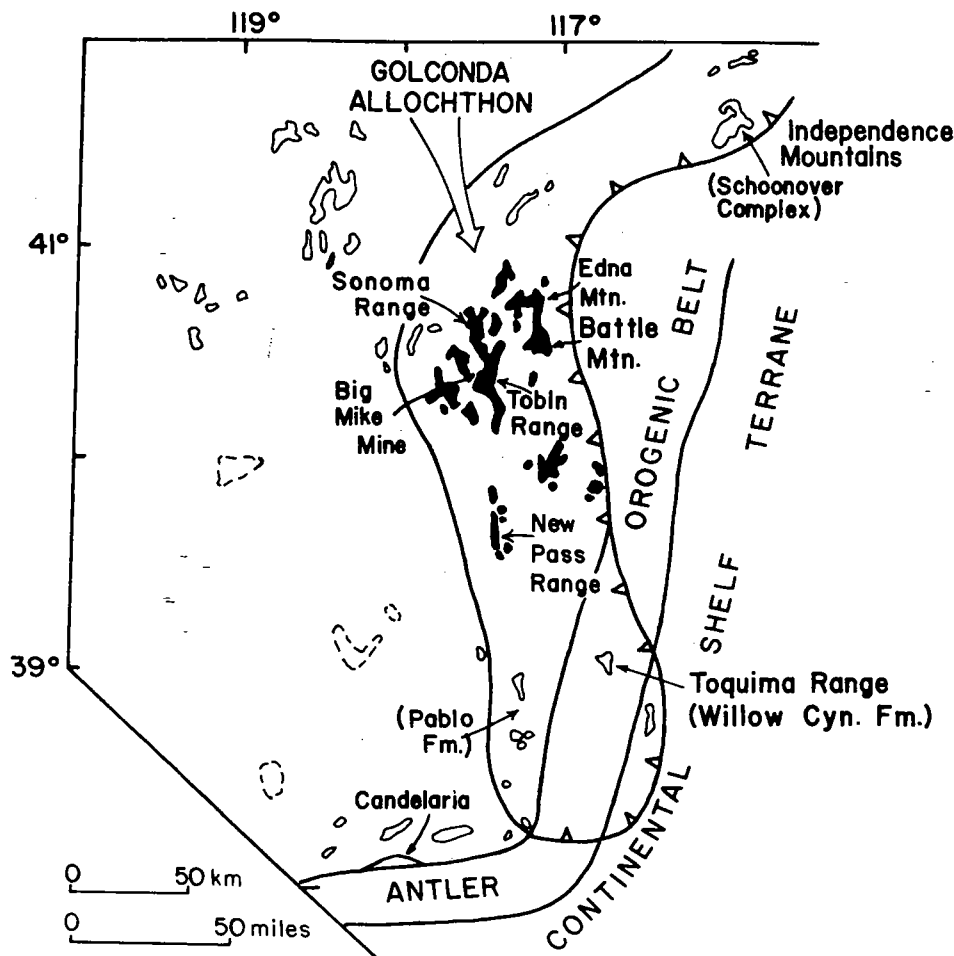 119° 117°
GOLCONDA
ALLOCHTHON
Independence
Mountains
(Schoonover
Complex)
41°
Sonoma
Range
Edna
Mtn.
Battle
Mtn.
Big
Mike
Mine
Tobin
Range
OROGENIC BELT
TERRANE
New
Pass
Range
SHELF
39°
Toquima Range
(Willow Cyn. Fm.)
(Pablo
Fm.)
Candelaria
CONTINENTAL
ANTLER
0 50 km
0 50 miles